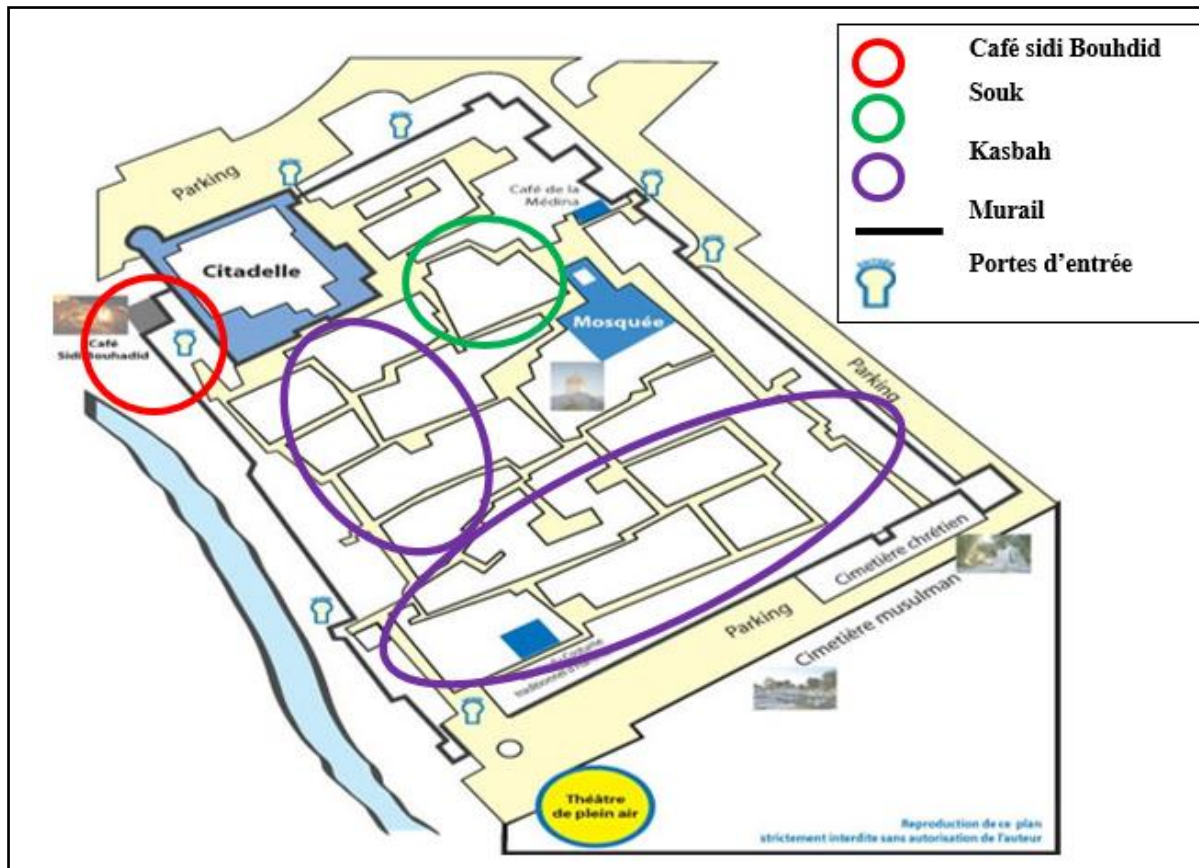 Café sidi Bouhdid
Souk
Kasbah
Murail
Portes d’entrée
Parking
Café de la
Médina
Citadelle
Mosquée
Café
Sidi Bouhadid
Parking
Cimetière chrétien
Parking
Cimetière musulman
Costume
traditionnel
Théâtre
de plein air
Reproduction de ce plan
strictement interdite sans autorisation de l'auteur